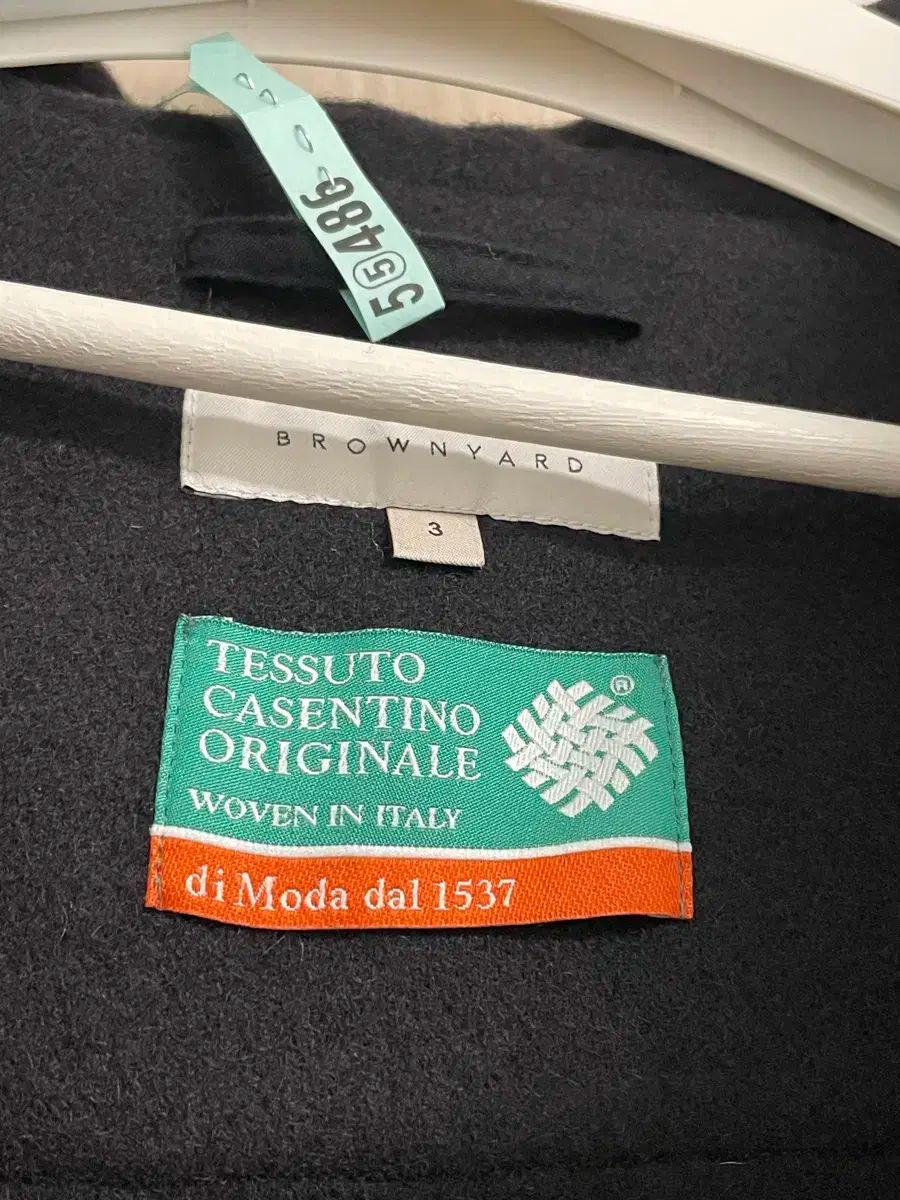 5⑤486
BROWNYARD
3
TESSUTO
CASENTINO
ORIGINALE
WOVEN IN ITALY
®
di Moda dal 1537